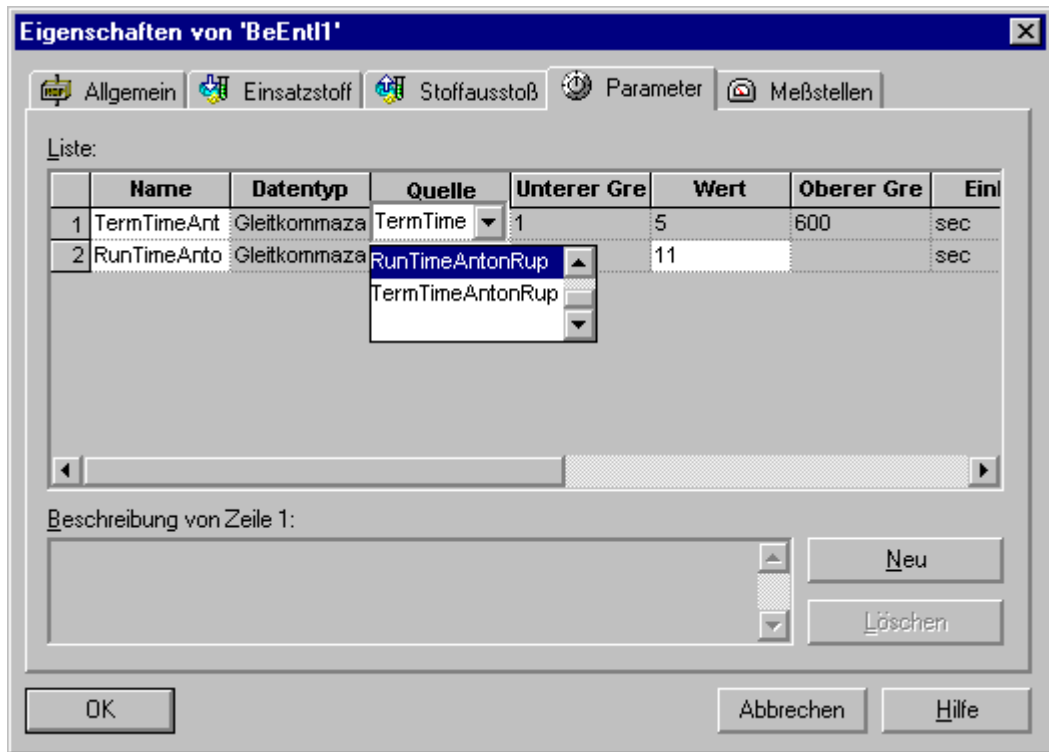 Eigenschaften von 'BeEntl1'
Allgemein Einsatzstoff Stoffausstoß Parameter Meßstellen
Liste:
Name Datentyp Quelle Unterer Gre Wert Oberer Gre Einl
1 TermTimeAnt Gleitkommaza TermTime 1 5 600 sec
2 RunTimeAnto Gleitkommaza 11 sec
RunTimeAntonRup
TermTimeAntonRup
Beschreibung von Zeile 1:
Neu
Löschen
OK Abbrechen Hilfe